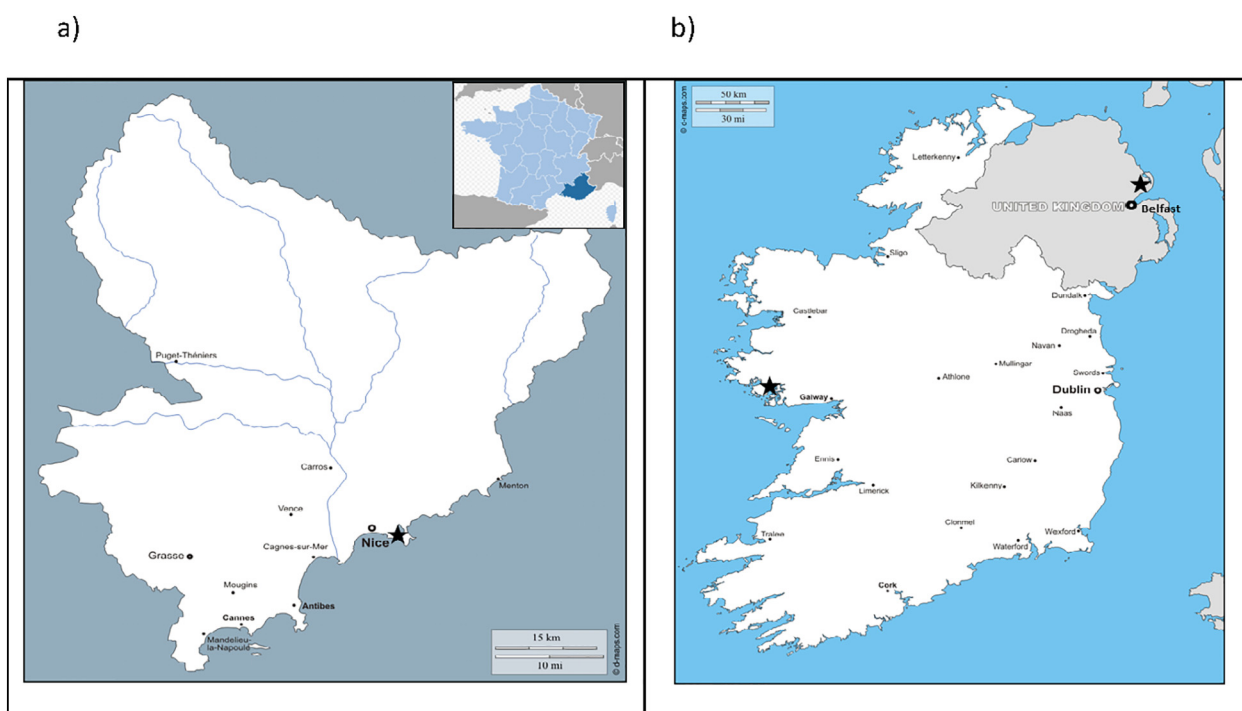 a)
b)
Puget-Théniers
Carros
Menton
Vence
Nice
Grasse
Cagnes-sur-Mer
Mougins
Antibes
Cannes
Mandelieu-
la-Napoule
15 km
10 mi
© d-maps.com
50 km
30 mi
© d-maps.com
Letterkenny
UNITED KINGDOM
Belfast
Sligo
Dundalk
Castlebar
Drogheda
Navan
Mullingar
Swords
Athlone
Dublin
Galway
Naas
Ennis
Carlow
Limerick
Kilkenny
Clonmel
Wexford
Tralee
Waterford
Cork